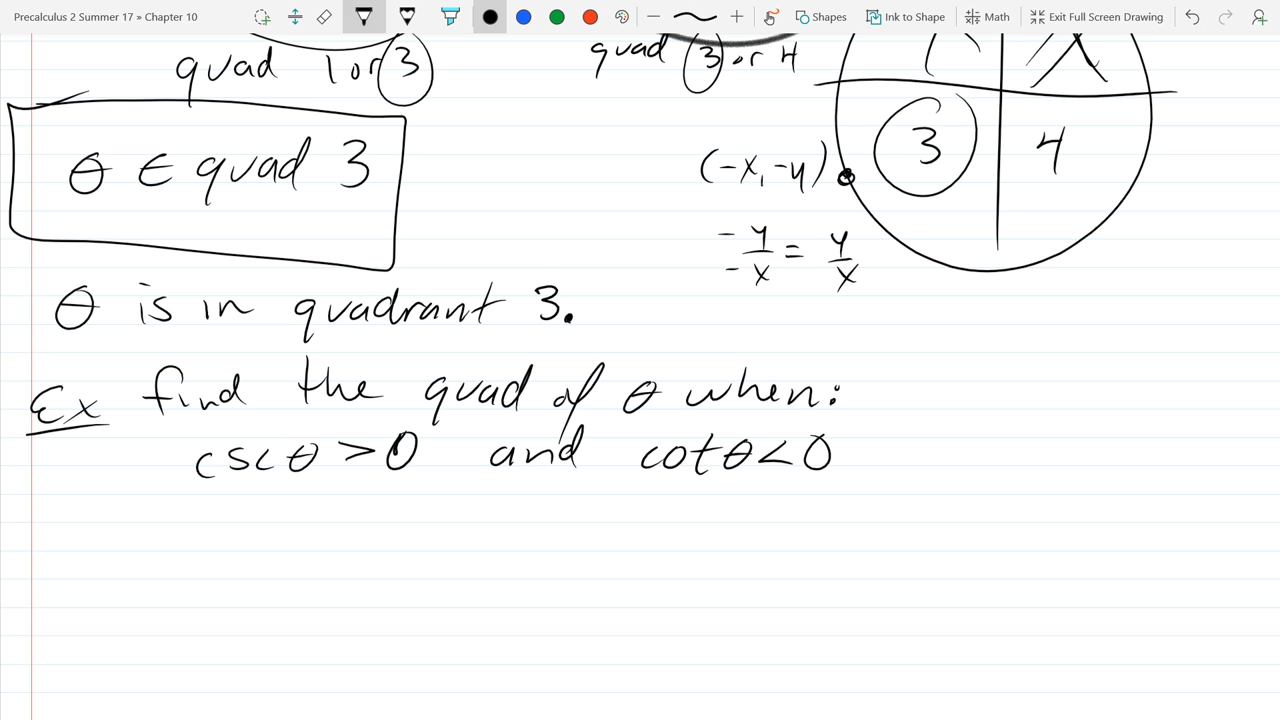 Precalculus 2 Summer 17 » Chapter 10
Shapes
Ink to Shape
Math
Exit Full Screen Drawing
quad 1 or 3
quad 3 or 4
θ ∈ quad 3
3
4
(-x, -y)
-y/-x = y/x
θ is in quadrant 3.
Ex find the quad of θ when:
cscθ > 0 and cotθ < 0